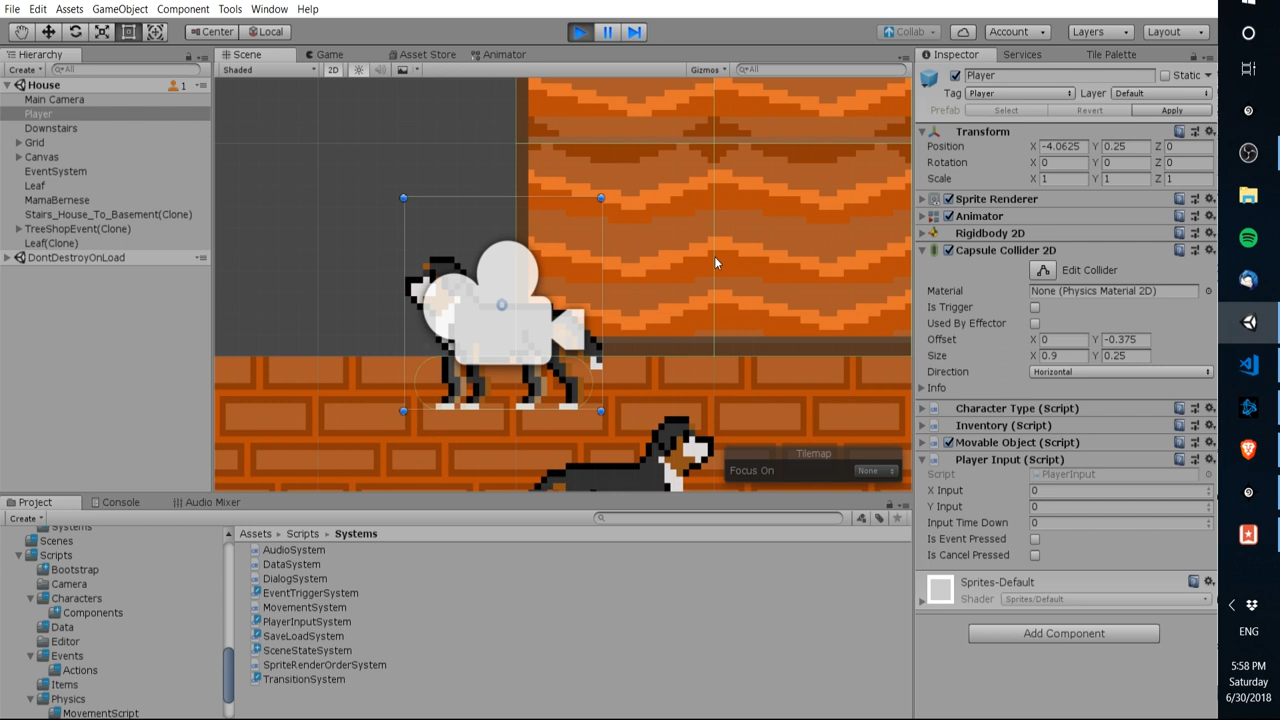 File Edit Assets GameObject Component Tools Window Help
Center Local Collab Account Layers Layout
Hierarchy
Create All
House 1
Main Camera
Player
Downstairs
Grid
Canvas
EventSystem
Leaf
MamaBernese
Stairs_House_To_Basement(Clone)
TreeShopEvent(Clone)
Leaf(Clone)
DontDestroyOnLoad
Scene Game Asset Store Animator
Shaded 2D Gizmos All
Tilemap
Focus On None
Inspector Services Tile Palette
Player Static
Tag Player Layer Default
Prefab Select Revert Apply
Transform
Position X -4.0625 Y 0.25 Z 0
Rotation X 0 Y 0 Z 0
Scale X 1 Y 1 Z 1
Sprite Renderer
Animator
Rigidbody 2D
Capsule Collider 2D
Edit Collider
Material None (Physics Material 2D)
Is Trigger
Used By Effector
Offset X 0 Y -0.375
Size X 0.9 Y 0.25
Direction Horizontal
Info
Character Type (Script)
Inventory (Script)
Movable Object (Script)
Player Input (Script)
Script PlayerInput
X Input 0
Y Input 0
Input Time Down 0
Is Event Pressed
Is Cancel Pressed
Sprites-Default
Shader Sprites/Default
Add Component
Project Console Audio Mixer
Create
Systems
Scenes
Scripts
Bootstrap
Camera
Characters
Components
Data
Editor
Events
Actions
Items
Physics
MovementScript
Assets Scripts Systems
AudioSystem
DataSystem
DialogSystem
EventTriggerSystem
MovementSystem
PlayerInputSystem
SaveLoadSystem
SceneStateSystem
SpriteRenderOrderSystem
TransitionSystem
ENG
5:58 PM
Saturday
6/30/2018